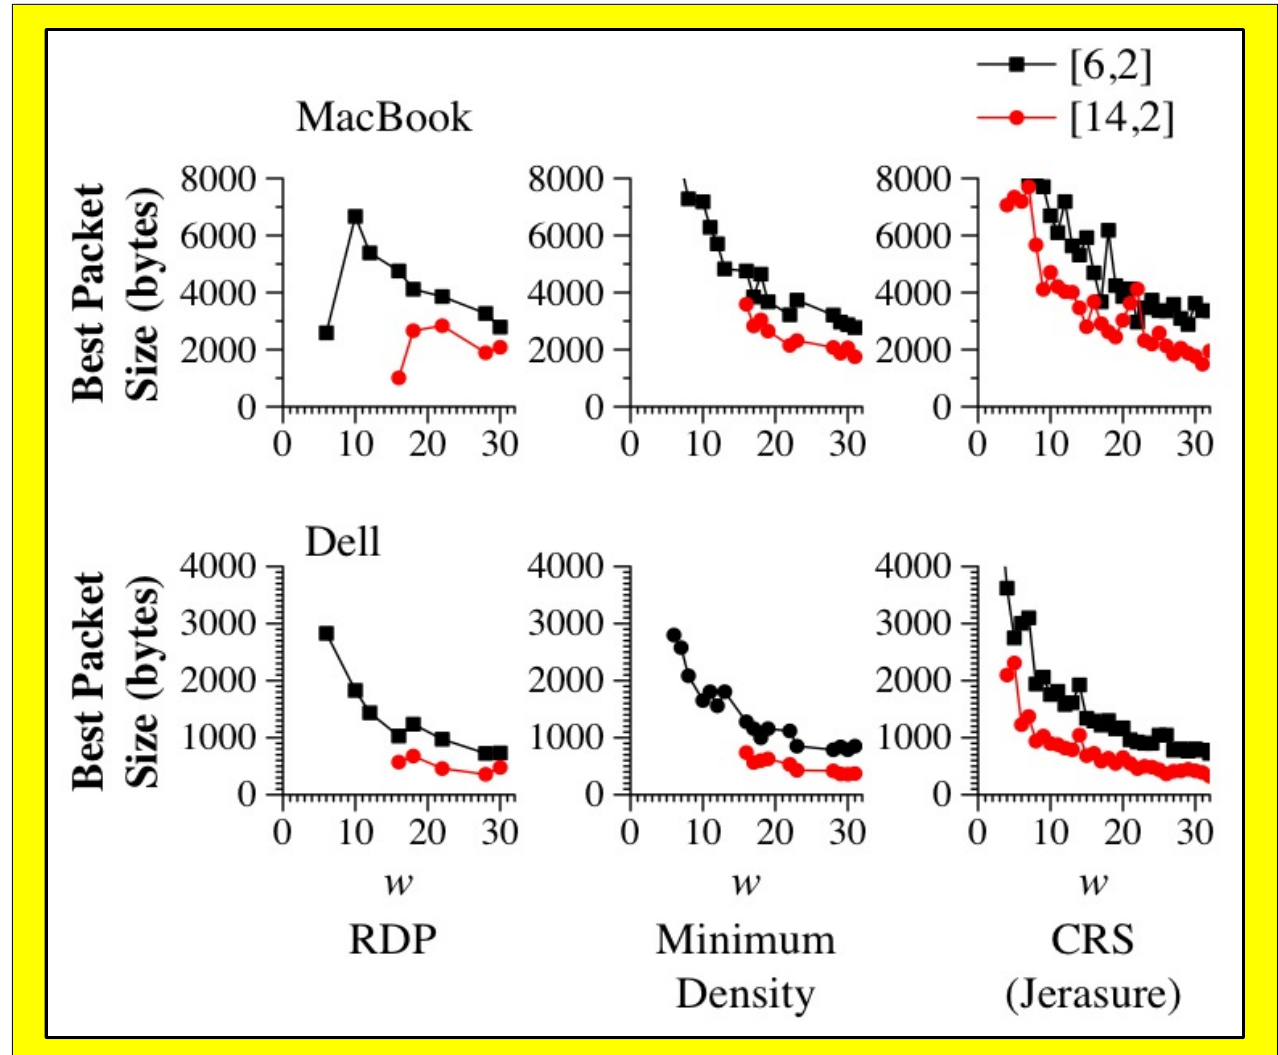 [6,2]
[14,2]
MacBook
Best Packet
Size (bytes)
8000
6000
4000
2000
0
0 10 20 30
8000
6000
4000
2000
0
0 10 20 30
8000
6000
4000
2000
0
0 10 20 30
Dell
Best Packet
Size (bytes)
4000
3000
2000
1000
0
0 10 20 30
w
RDP
4000
3000
2000
1000
0
0 10 20 30
w
Minimum
Density
4000
3000
2000
1000
0
0 10 20 30
w
CRS
(Jerasure)